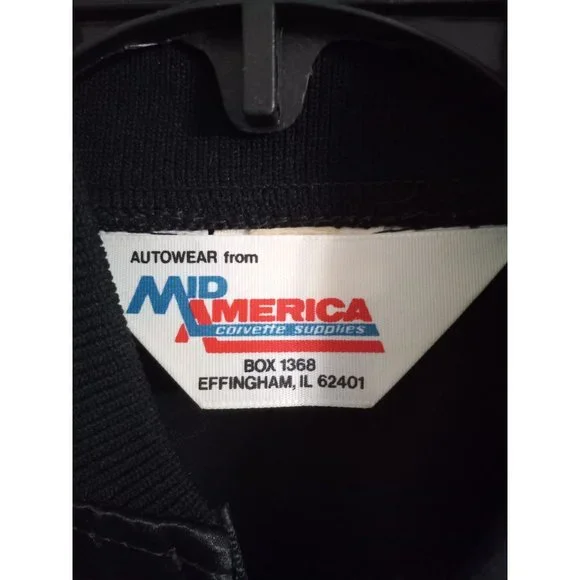 AUTOWEAR from
MID
AMERICA
corvette supplies
BOX 1368
EFFINGHAM, IL 62401